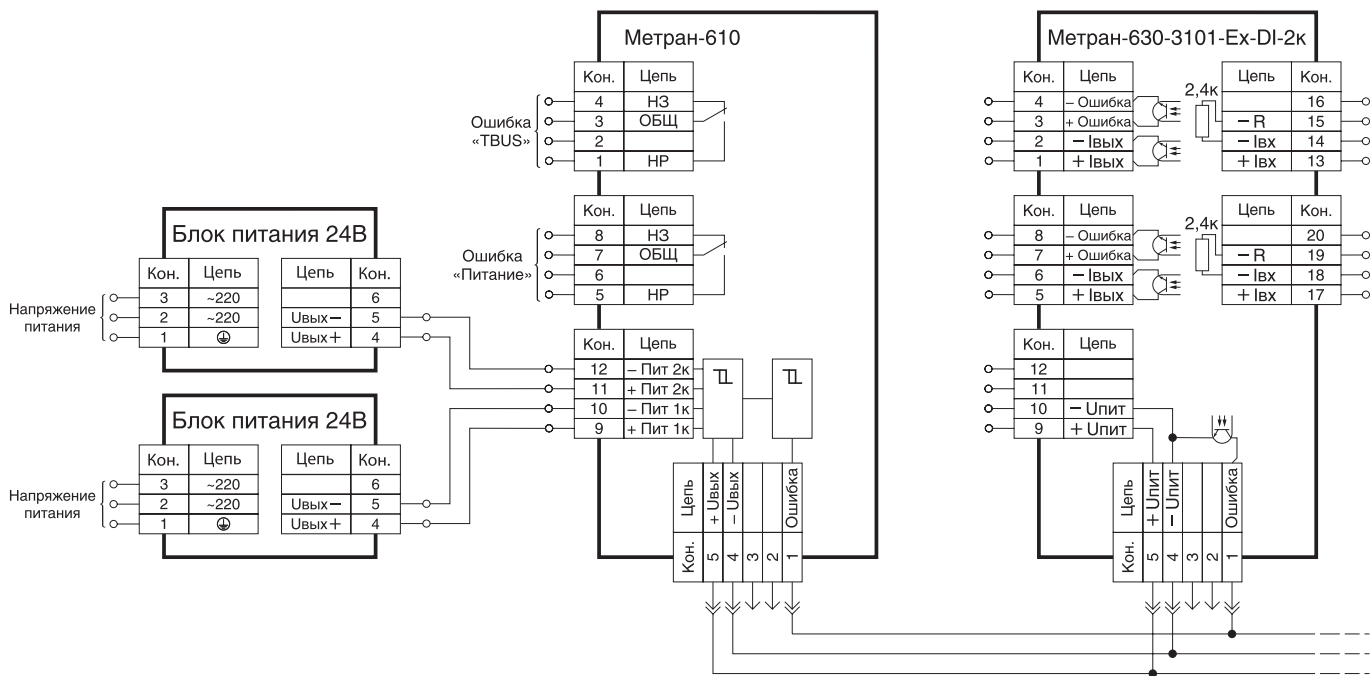 Метран-610
Кон. Цепь
4 НЗ
3 ОБЩ
2
1 НР
Ошибка
«TBUS»
Кон. Цепь
8 НЗ
7 ОБЩ
6
5 НР
Ошибка
«Питание»
Кон. Цепь
12 – Пит 2к
11 + Пит 2к
10 – Пит 1к
9 + Пит 1к
Цепь + Uвых – Uвых Ошибка
Кон. 5 4 3 2 1
Блок питания 24В
Кон. Цепь Цепь Кон.
3 ~220 6
2 ~220 Uвых – 5
1 Uвых + 4
Напряжение
питания
Блок питания 24В
Кон. Цепь Цепь Кон.
3 ~220 6
2 ~220 Uвых – 5
1 Uвых + 4
Напряжение
питания
Метран-630-3101-Ex-DI-2к
Кон. Цепь
4 – Ошибка
3 + Ошибка
2 – Iвых
1 + Iвых
2,4к
Цепь Кон.
16
– R 15
– Iвх 14
+ Iвх 13
Кон. Цепь
8 – Ошибка
7 + Ошибка
6 – Iвых
5 + Iвых
2,4к
Цепь Кон.
20
– R 19
– Iвх 18
+ Iвх 17
Кон. Цепь
12
11
10 – Uпит
9 + Uпит
Цепь + Uпит – Uпит Ошибка
Кон. 5 4 3 2 1